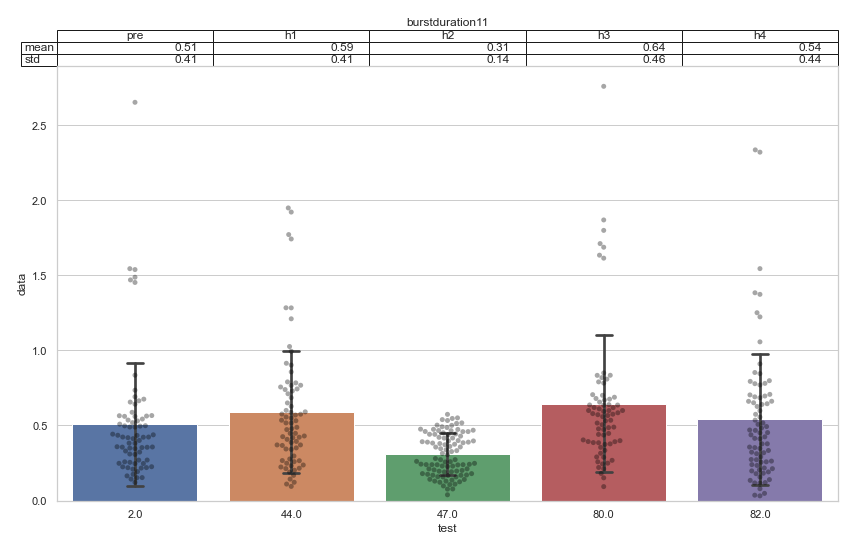 burstduration11
pre h1 h2 h3 h4
mean 0.51 0.59 0.31 0.64 0.54
std 0.41 0.41 0.14 0.46 0.44
2.5
2.0
1.5
1.0
0.5
0.0
data
2.0 44.0 47.0 80.0 82.0
test